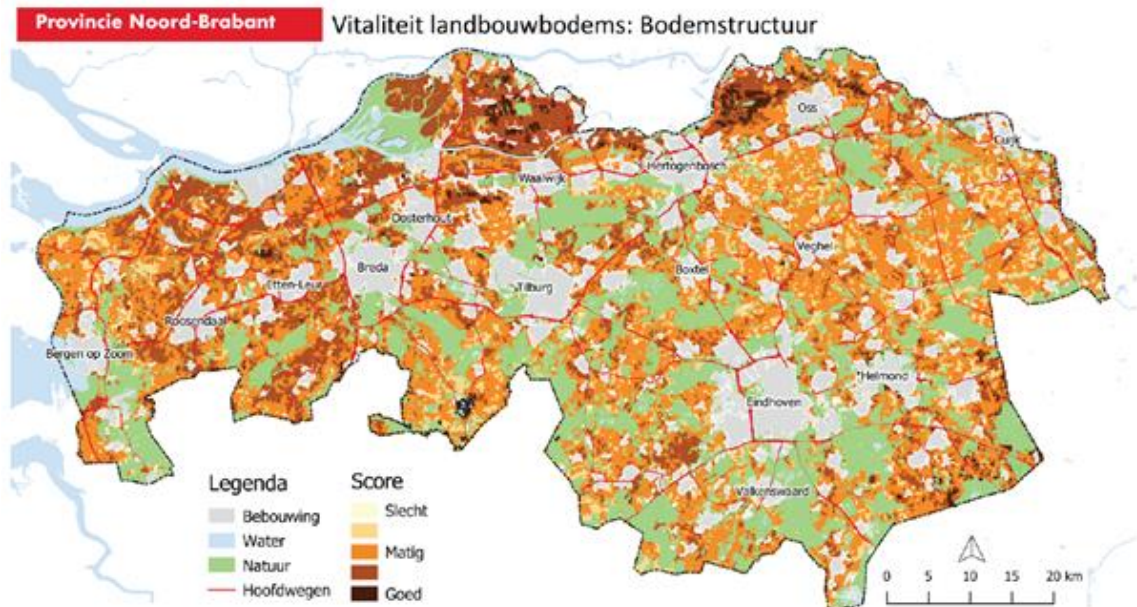 Provincie Noord-Brabant
Vitaliteit landbouwbodems: Bodemstructuur
Oss
Cuijk
Hertogenbosch
Waalwijk
Oosterhout
Veghel
Breda
Boxtel
Etten-Leur
Tilburg
Roosendaal
Bergen op Zoom
Helmond
Eindhoven
Valkenswaard
Legenda
Bebouwing
Water
Natuur
Hoofdwegen
Score
Slecht
Matig
Goed
0 5 10 15 20 km